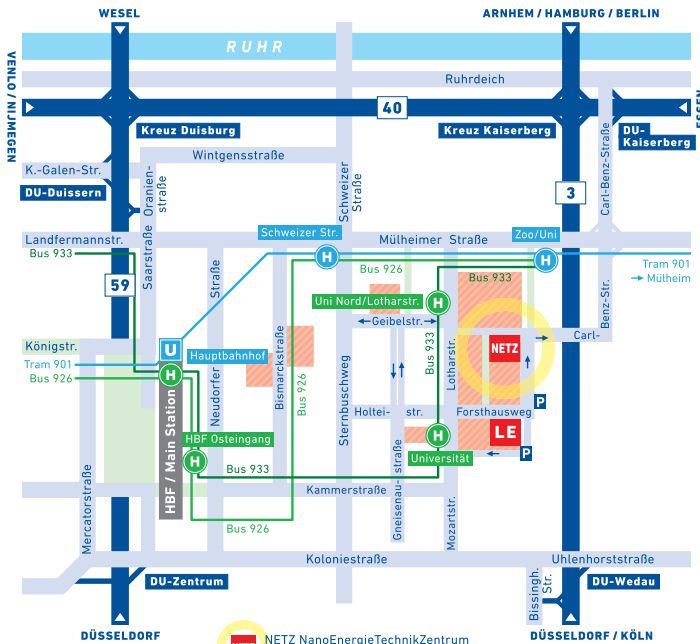 WESEL
ARNHEM / HAMBURG / BERLIN
RUHR
VENLO / NIJMEGEN
Ruhrdeich
40
ESSEN
Kreuz Duisburg
Kreuz Kaiserberg
DU-
Kaiserberg
Wintgensstraße
K.-Galen-Str.
DU-Duissern
Oranien-
straße
Schweizer
Straße
Carl-Benz-Straße
3
Landfermannstr.
Bus 933
Schweizer Str.
Mülheimer Straße
Zoo/Uni
H
H
Bus 926
Bus 933
Tram 901
→ Mülheim
Saarstraße
59
Neudorfer
Straße
Uni Nord/Lotharstr.
H
Geibelstr.
Carl-
Benz-Str.
Königstr.
Tram 901
Bus 926
U
Hauptbahnhof
H
Bismarckstraße
Bus 926
Sternbuschweg
Bus 933
Lotharstr.
NETZ
P
Holtei-
str.
Forsthausweg
HBF / Main Station
HBF Osteingang
H
H
Universität
LE
P
Bus 933
Gneisenau-
straße
Mercatorstraße
Kammerstraße
Mozartstr.
Bus 926
Koloniestraße
Uhlenhorststraße
DU-Zentrum
Bissingh.
Str.
DU-Wedau
DÜSSELDORF
DÜSSELDORF / KÖLN
NETZ NanoEnergieTechnikZentrum